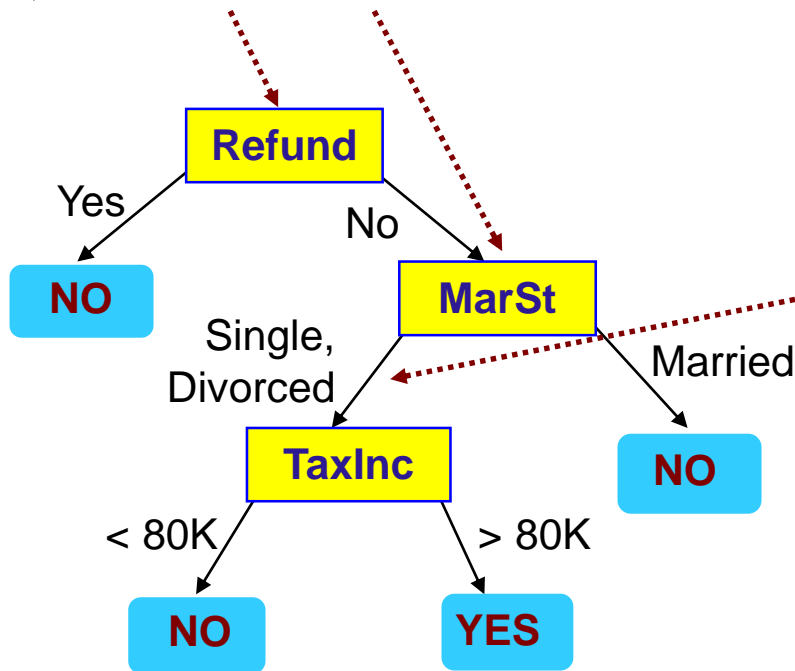 Refund
Yes
No
NO
MarSt
Single,
Divorced
Married
TaxInc
NO
< 80K
> 80K
NO
YES